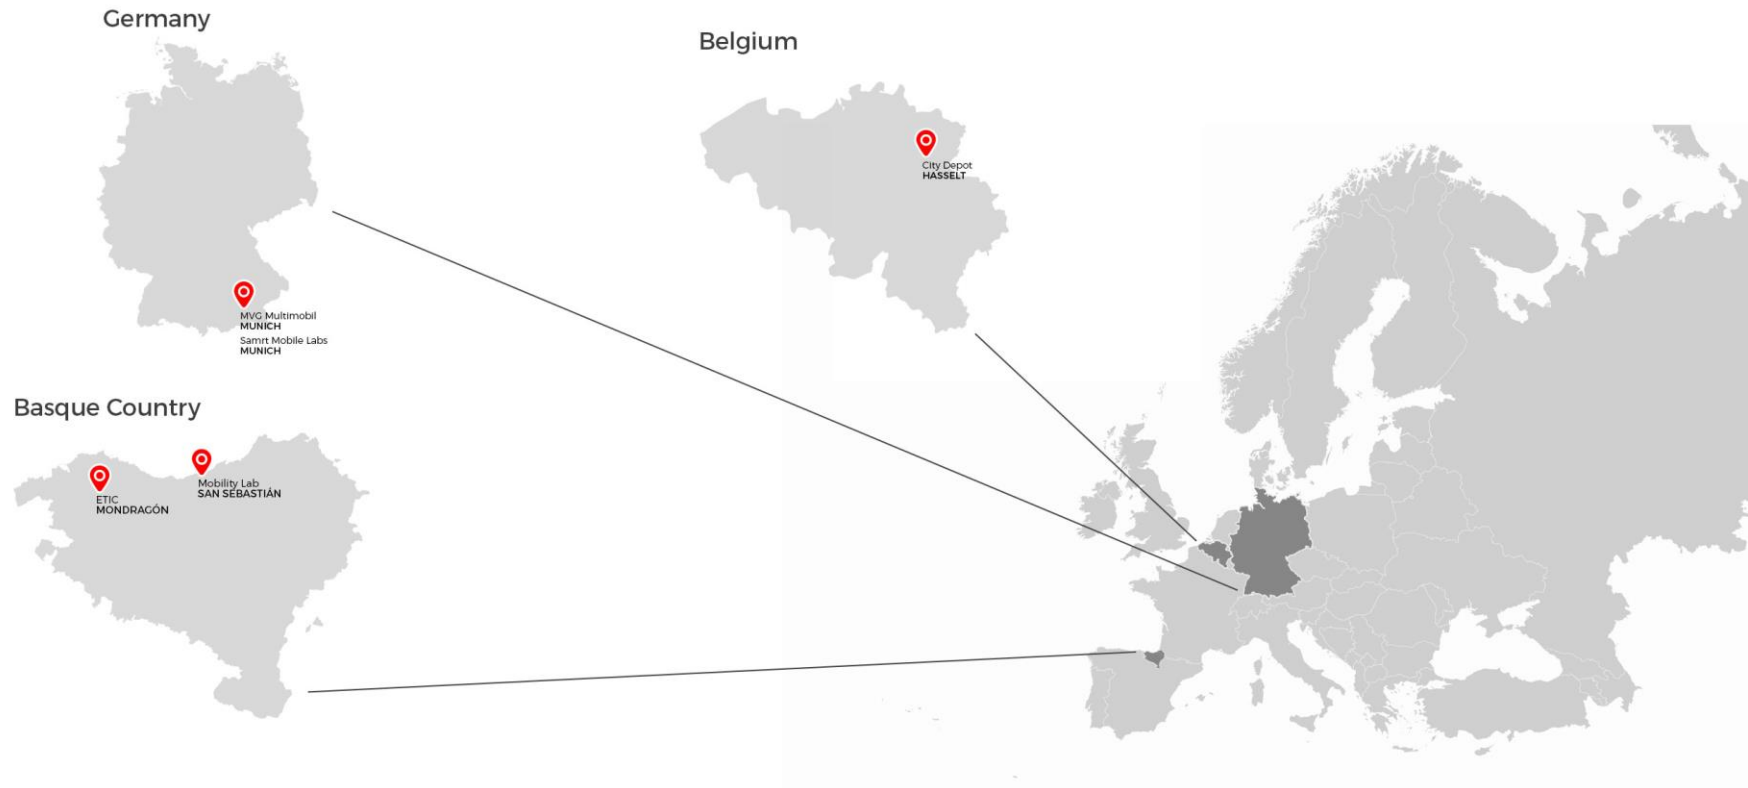 Germany
MVG Multimobil
MUNICH
Samrt Mobile Labs
MUNICH
Belgium
City Depot
HASSELT
Basque Country
ETIC
MONDRAGÓN
Mobility Lab
SAN SEBASTIÁN